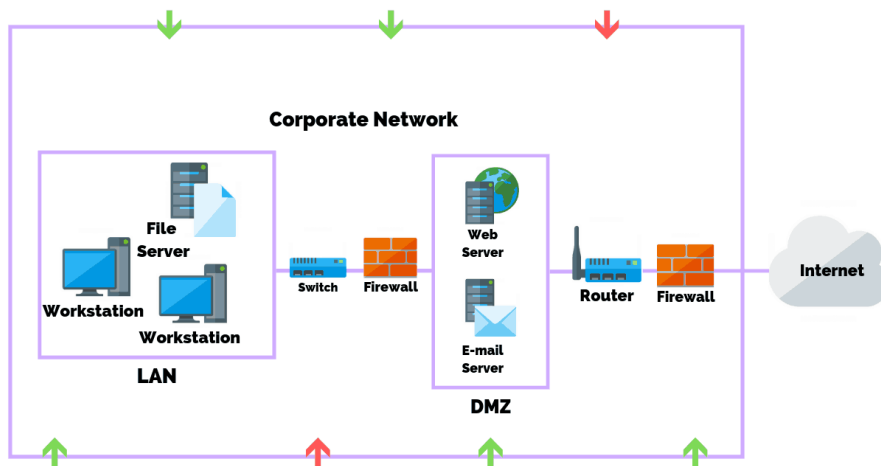 Corporate Network
File
Server
Workstation
Workstation
LAN
Switch
Firewall
Web
Server
E-mail
Server
DMZ
Router
Firewall
Internet